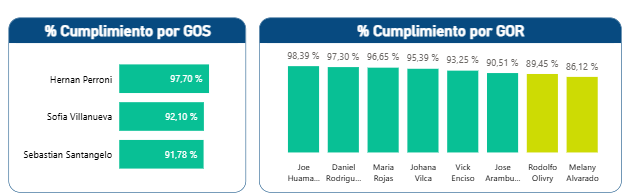 % Cumplimiento por GOS
Hernan Perroni 97,70 %
Sofia Villanueva 92,10 %
Sebastian Santangelo 91,78 %
% Cumplimiento por GOR
98,39 % 97,30 % 96,65 % 95,39 % 93,25 % 90,51 % 89,45 % 86,12 %
Joe Daniel Maria Johana Vick Jose Rodolfo Melany
Huama... Rodrigu... Rojas Vilca Enciso Arambu... Olivry Alvarado